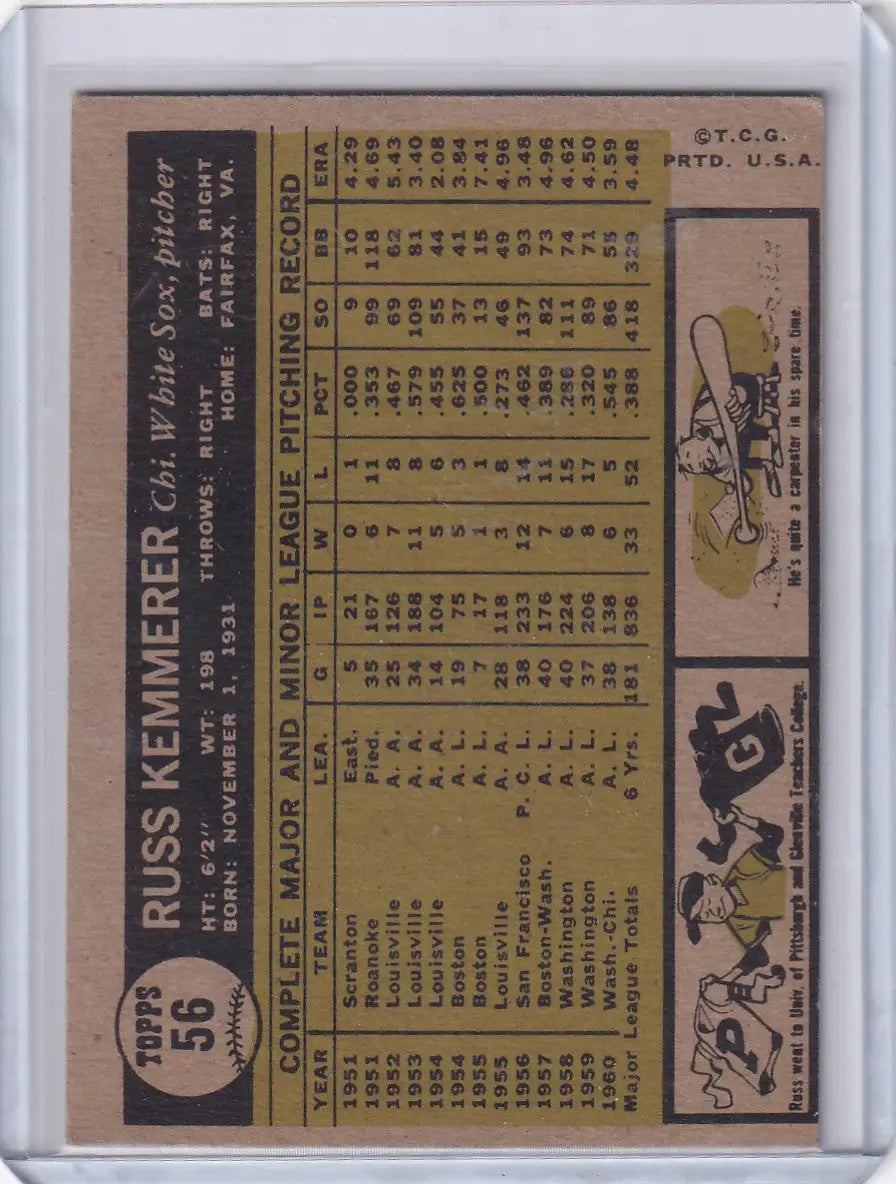 TOPPS
56
RUSS KEMMERER Chi. White Sox, pitcher
HT: 6'2" WT: 198 THROWS: RIGHT BATS: RIGHT
BORN: NOVEMBER 1, 1931 HOME: FAIRFAX, VA.
COMPLETE MAJOR AND MINOR LEAGUE PITCHING RECORD
YEAR TEAM LEA. G IP W L PCT SO BB ERA
1951 Scranton East. 5 21 0 1 .000 9 10 4.29
1951 Roanoke Pied. 35 167 6 11 .353 99 118 4.69
1952 Louisville A. A. 25 126 7 8 .467 69 62 5.43
1953 Louisville A. A. 34 188 11 8 .579 109 81 3.40
1954 Louisville A. A. 14 104 5 6 .455 55 44 2.08
1954 Boston A. L. 19 75 5 3 .625 37 41 3.84
1955 Boston A. L. 7 17 1 1 .500 13 15 7.41
1955 Louisville A. A. 28 118 3 8 .273 46 49 4.96
1956 San Francisco P. C. L. 38 233 12 14 .462 137 93 3.48
1957 Boston-Wash. A. L. 40 176 7 11 .389 82 73 4.96
1958 Washington A. L. 40 224 6 15 .286 111 74 4.62
1959 Washington A. L. 37 206 8 17 .320 89 71 4.50
1960 Wash.-Chi. A. L. 38 138 6 5 .545 86 55 3.59
Major League Totals 6 Yrs. 181 836 33 52 .388 418 329 4.48
P
G
Russ went to Univ. of Pittsburgh and Glenville Teachers College.
He's quite a carpenter in his spare time.
©T.C.G.
PRTD. U.S.A.